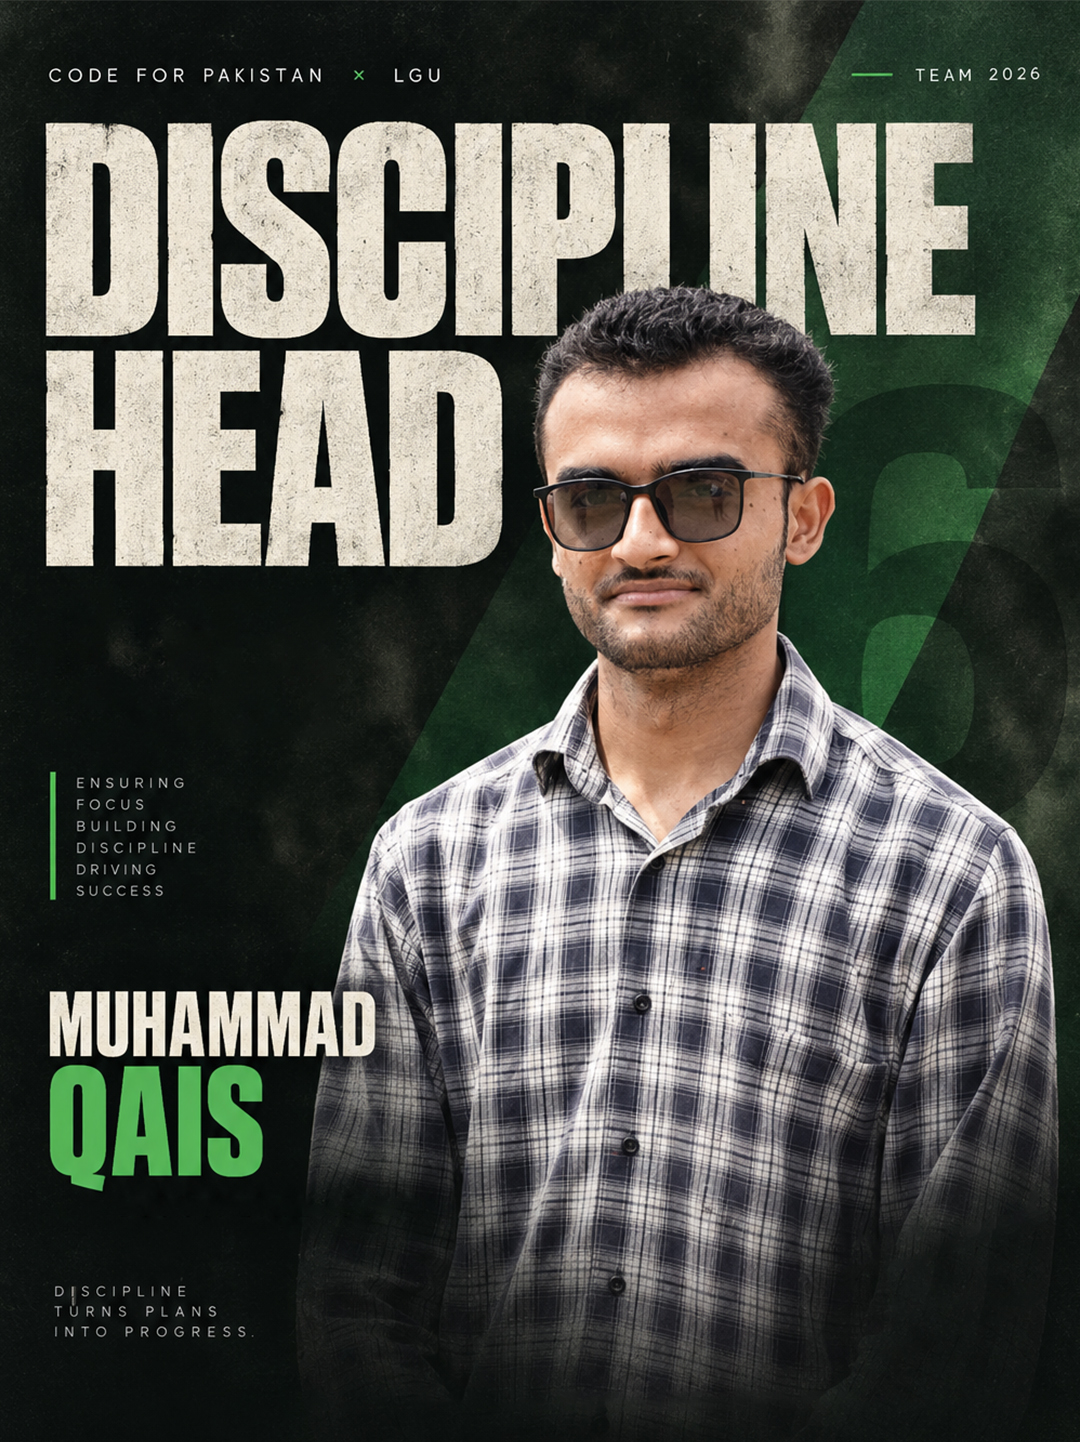 CODE FOR PAKISTAN × LGU
TEAM 2026
DISCIPLINE
HEAD
6
ENSURING
FOCUS
BUILDING
DISCIPLINE
DRIVING
SUCCESS
MUHAMMAD
QAIS
DISCIPLINE
TURNS PLANS
INTO PROGRESS.